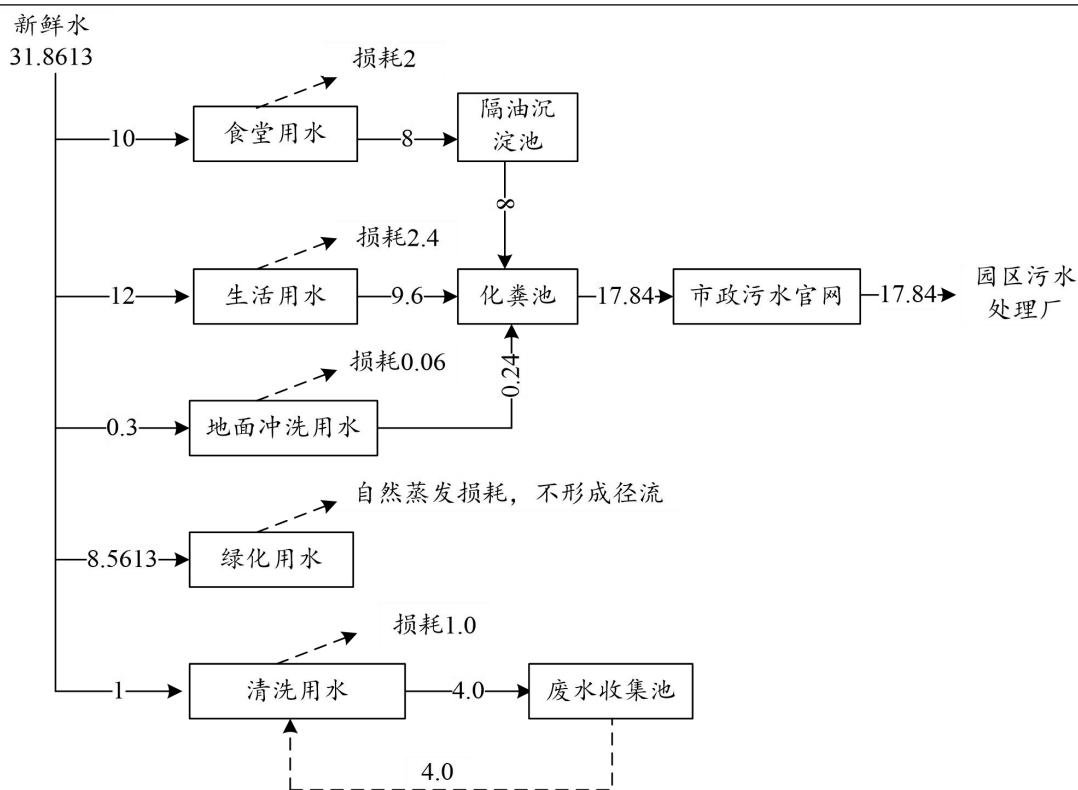 新鲜水
31.8613
损耗2
10
食堂用水
8
隔油沉
淀池
8
损耗2.4
12
生活用水
9.6
化粪池
17.84
市政污水官网
17.84
园区污水
处理厂
损耗0.06
0.24
0.3
地面冲洗用水
自然蒸发损耗，不形成径流
8.5613
绿化用水
损耗1.0
1
清洗用水
4.0
废水收集池
4.0